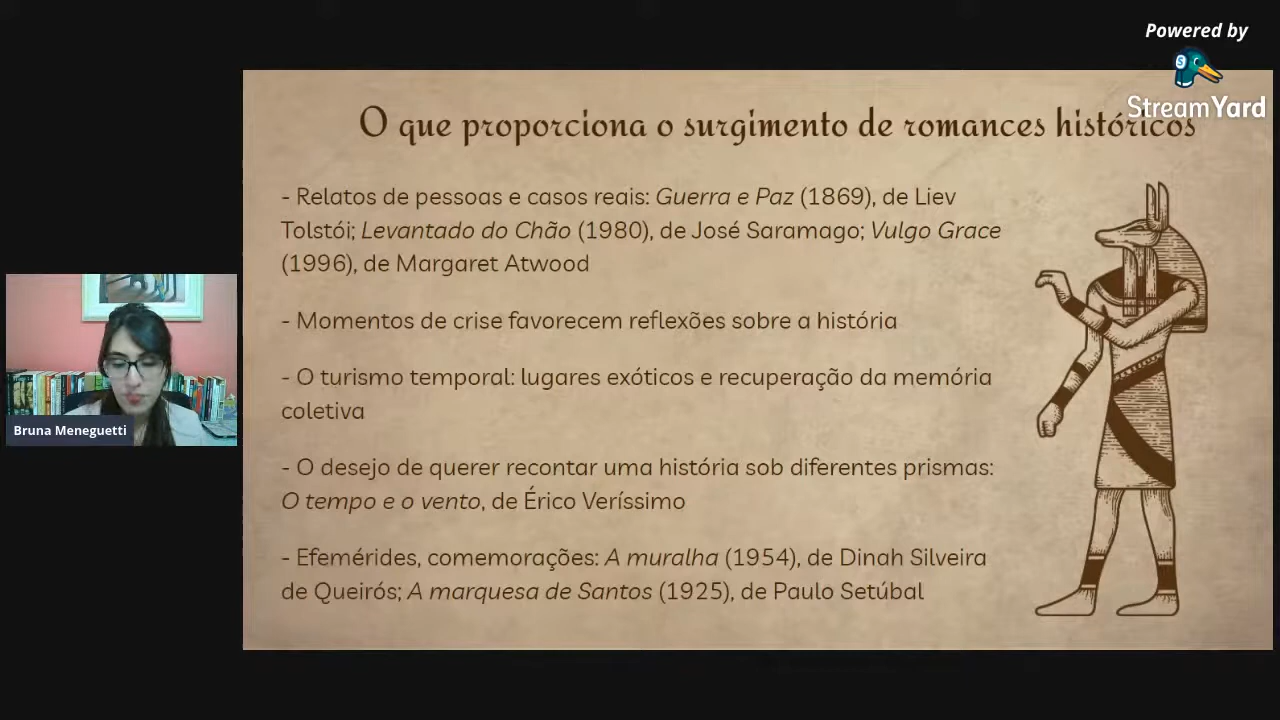 Powered by
StreamYard
O que proporciona o surgimento de romances históricos
- Relatos de pessoas e casos reais: Guerra e Paz (1869), de Liev
Tolstói; Levantado do Chão (1980), de José Saramago; Vulgo Grace
(1996), de Margaret Atwood
- Momentos de crise favorecem reflexões sobre a história
- O turismo temporal: lugares exóticos e recuperação da memória
coletiva
- O desejo de querer recontar uma história sob diferentes prismas:
O tempo e o vento, de Érico Veríssimo
- Efemérides, comemorações: A muralha (1954), de Dinah Silveira
de Queirós; A marquesa de Santos (1925), de Paulo Setúbal
Bruna Meneguetti